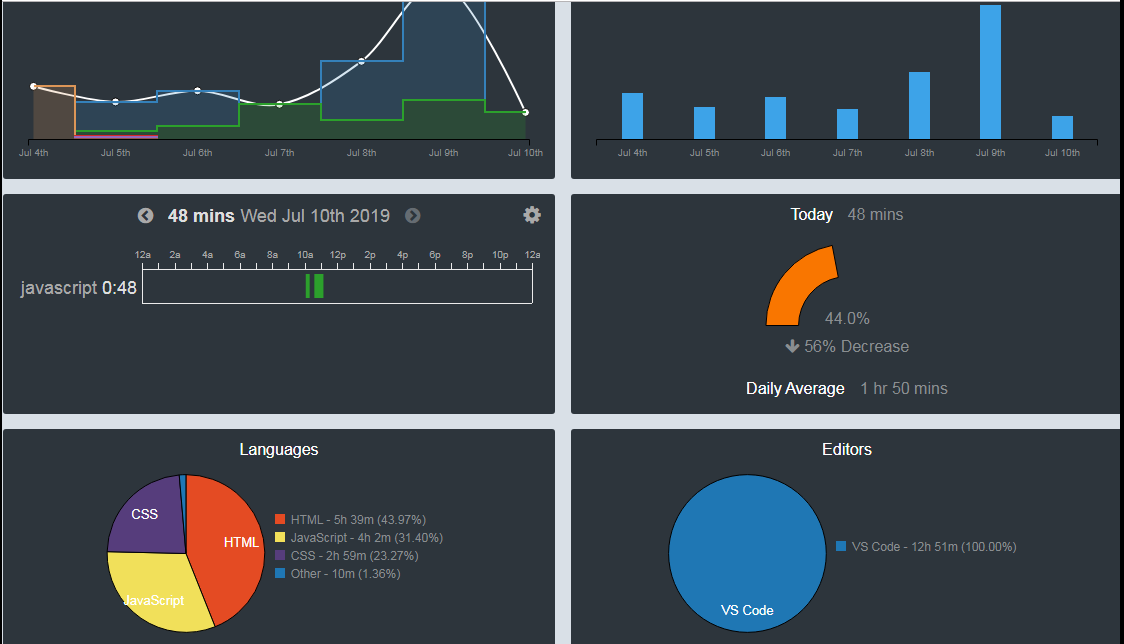 Jul 4th Jul 5th Jul 6th Jul 7th Jul 8th Jul 9th Jul 10th
Jul 4th Jul 5th Jul 6th Jul 7th Jul 8th Jul 9th Jul 10th
48 mins Wed Jul 10th 2019
12a 2a 4a 6a 8a 10a 12p 2p 4p 6p 8p 10p 12a
javascript 0:48
Today 48 mins
44.0%
56% Decrease
Daily Average 1 hr 50 mins
Languages
CSS
HTML
JavaScript
HTML - 5h 39m (43.97%)
JavaScript - 4h 2m (31.40%)
CSS - 2h 59m (23.27%)
Other - 10m (1.36%)
Editors
VS Code
VS Code - 12h 51m (100.00%)